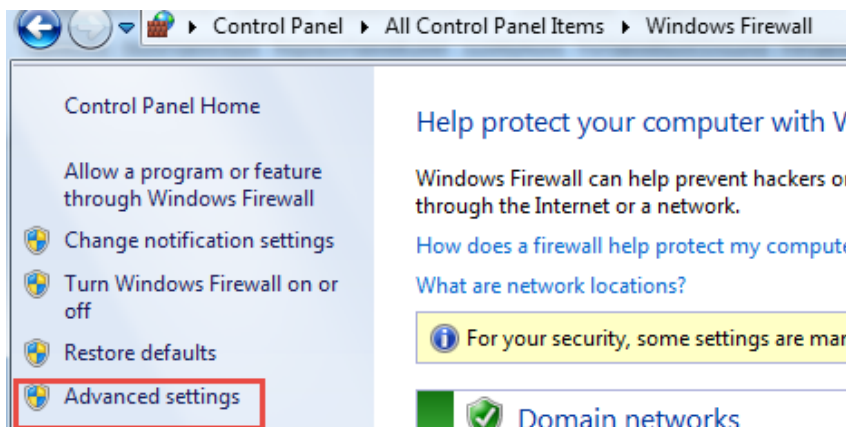 Control Panel ▸ All Control Panel Items ▸ Windows Firewall
Control Panel Home
Allow a program or feature
through Windows Firewall
Change notification settings
Turn Windows Firewall on or
off
Restore defaults
Advanced settings
Help protect your computer with
Windows Firewall can help prevent hackers
through the Internet or a network.
How does a firewall help protect my
What are network locations?
For your security, some settings are
Domain networks